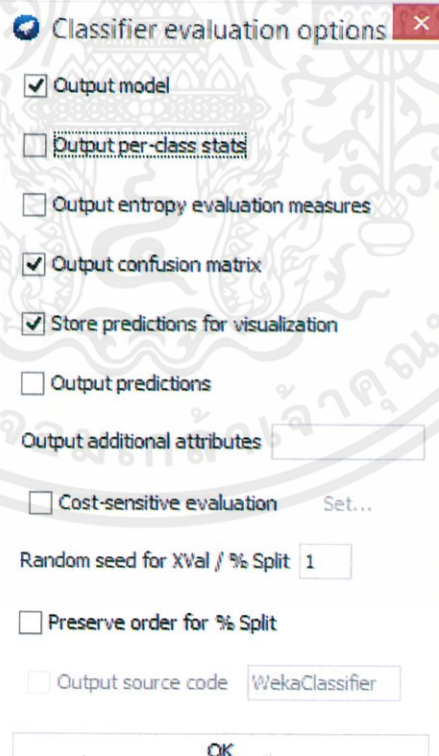 Classifier evaluation options
Output model
Output per-class stats
Output entropy evaluation measures
Output confusion matrix
Store predictions for visualization
Output predictions
Output additional attributes
Cost-sensitive evaluation Set...
Random seed for XVal / % Split 1
Preserve order for % Split
Output source code WekaClassifier
OK